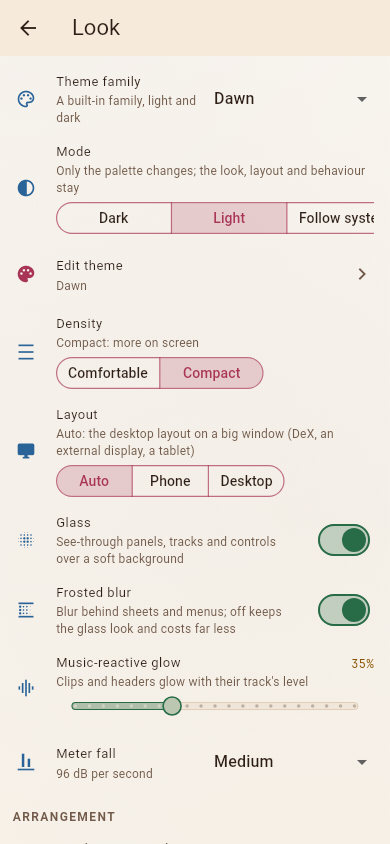 Look
Theme family
A built-in family, light and
dark
Dawn
Mode
Only the palette changes; the look, layout and behaviour
stay
Dark
Light
Follow syste
Edit theme
Dawn
Density
Compact: more on screen
Comfortable
Compact
Layout
Auto: the desktop layout on a big window (DeX, an
external display, a tablet)
Auto
Phone
Desktop
Glass
See-through panels, tracks and controls
over a soft background
Frosted blur
Blur behind sheets and menus; off keeps
the glass look and costs far less
Music-reactive glow
35%
Clips and headers glow with their track's level
Meter fall
96 dB per second
Medium
ARRANGEMENT